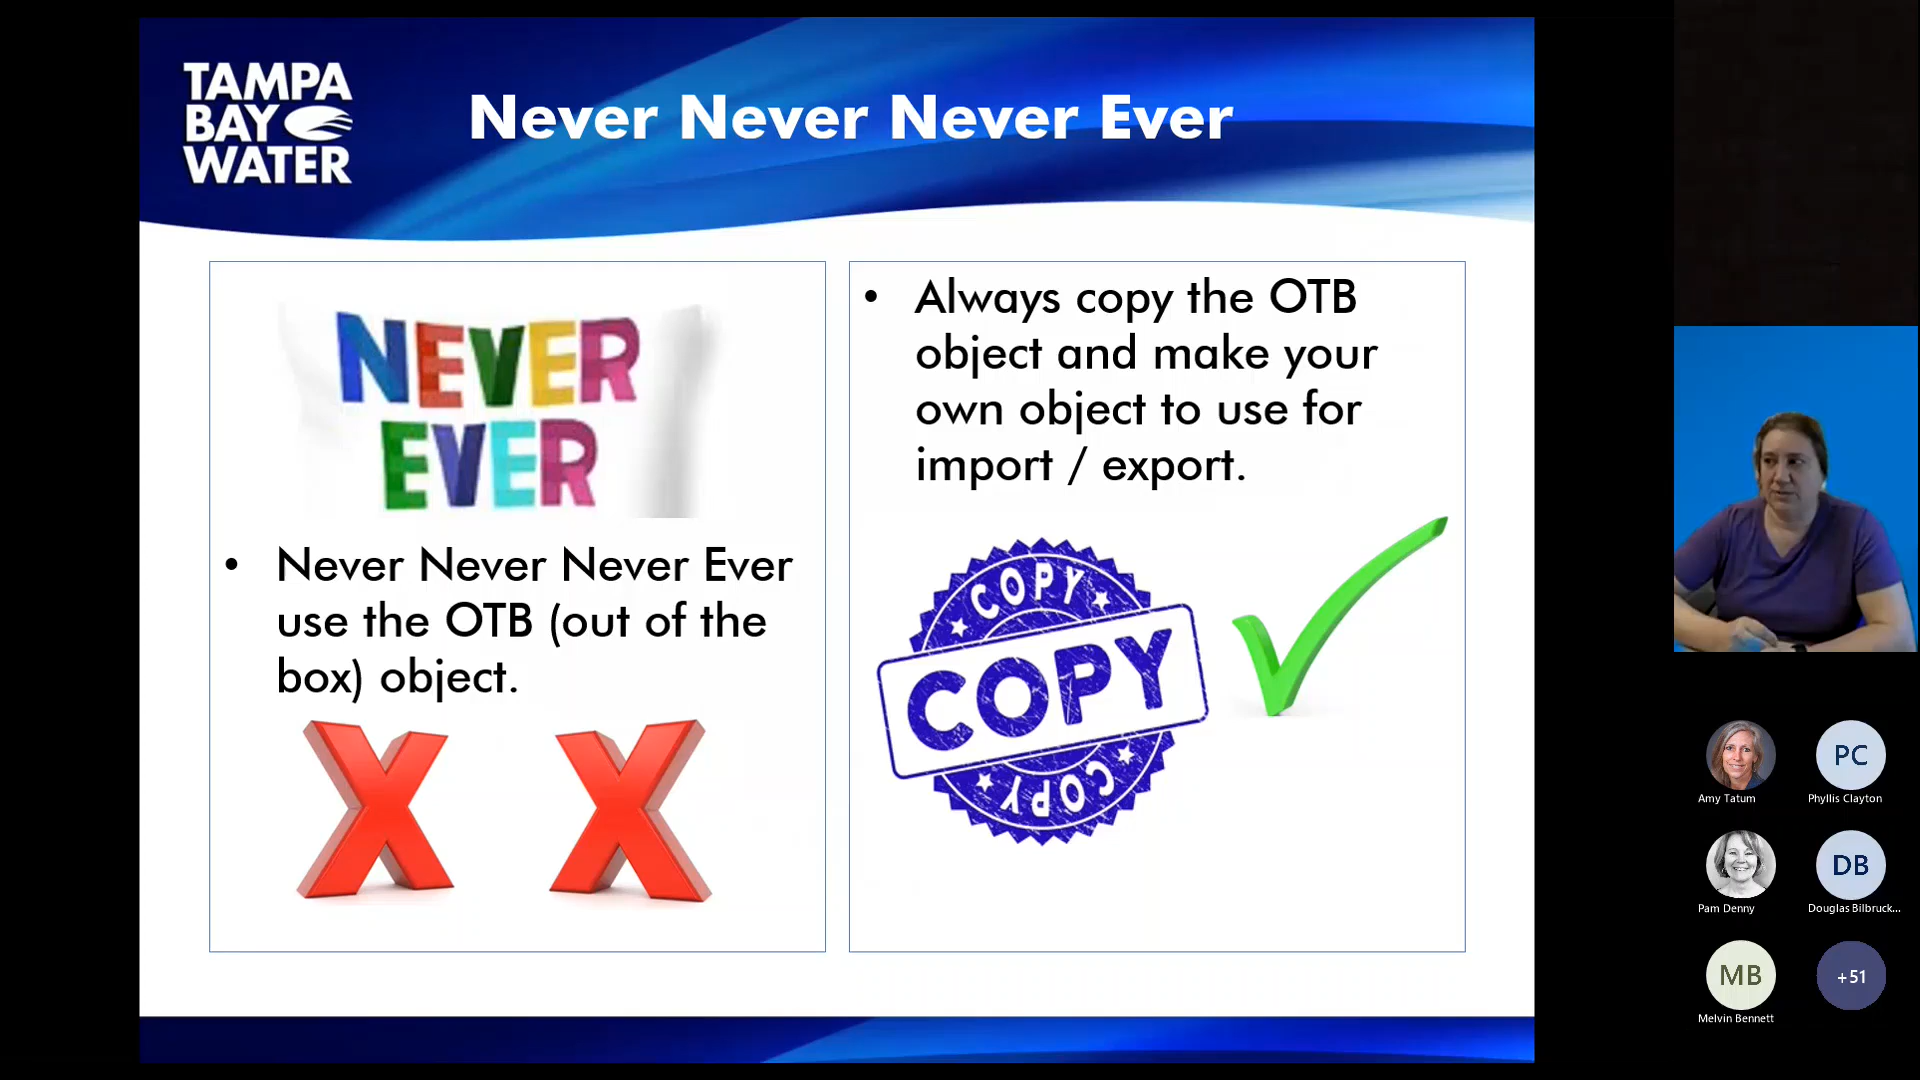 TAMPA
BAY
WATER
Never Never Never Ever
NEVER
EVER
• Never Never Never Ever
use the OTB (out of the
box) object.
• Always copy the OTB
object and make your
own object to use for
import / export.
COPY
COPY
COPY
Amy Tatum
PC
Phyllis Clayton
Pam Denny
DB
Douglas Bilbruck...
MB
Melvin Bennett
+51